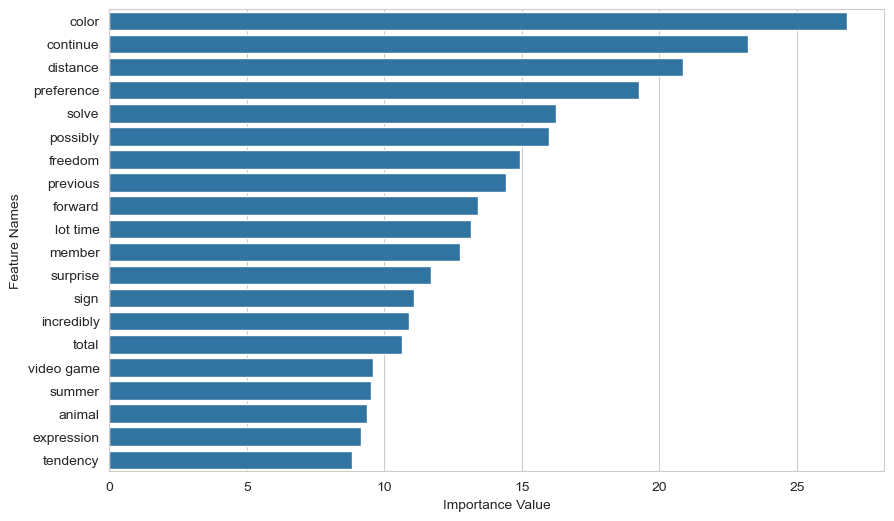 color
continue
distance
preference
solve
possibly
freedom
previous
forward
lot time
member
surprise
sign
incredibly
total
video game
summer
animal
expression
tendency
Feature Names
0 5 10 15 20 25
Importance Value